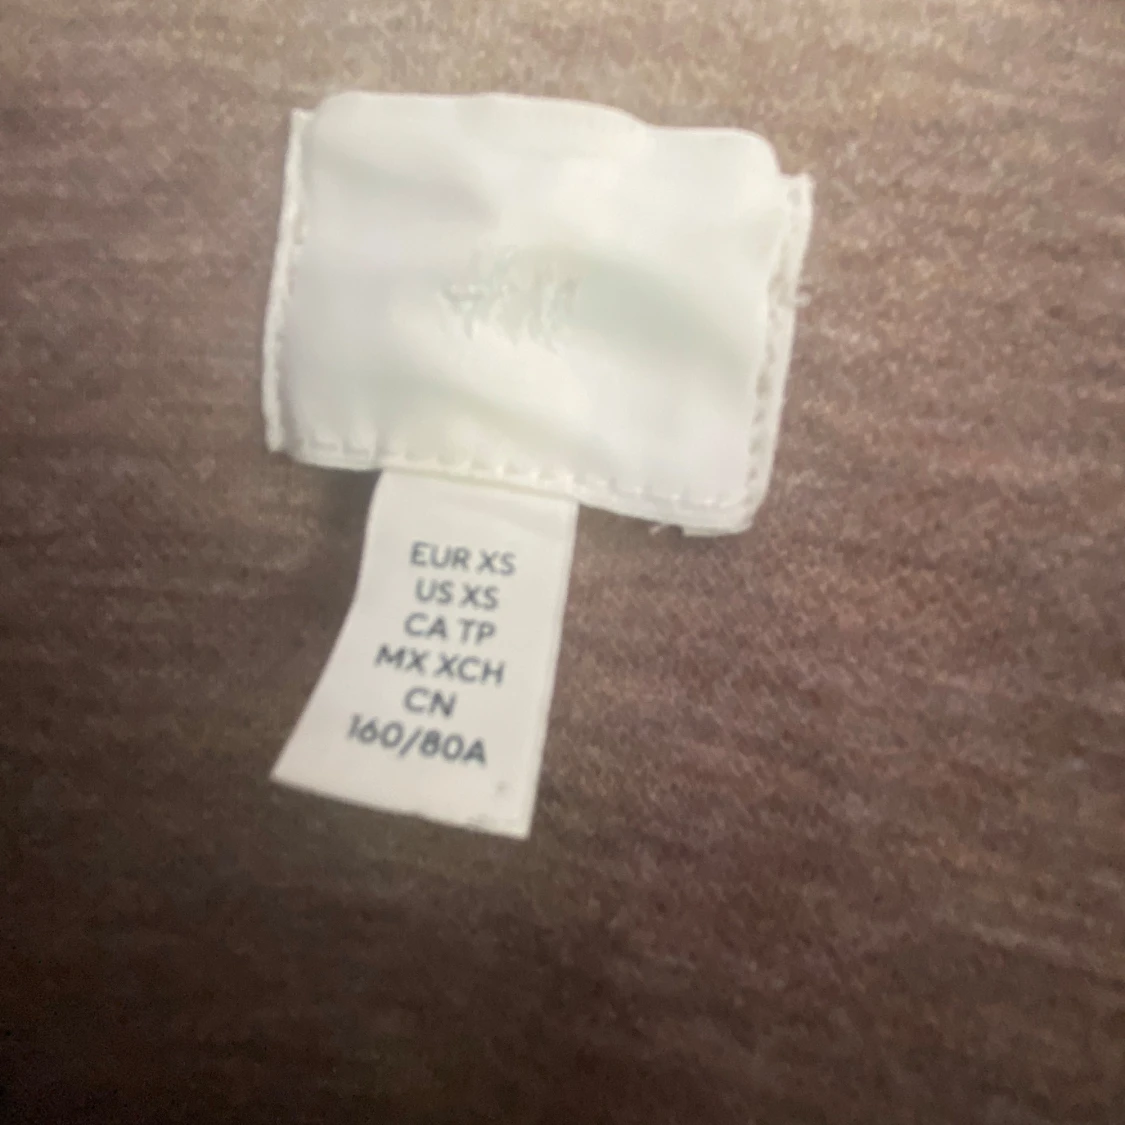 EUR XS
US XS
CA TP
MX XCH
CN
160/80A